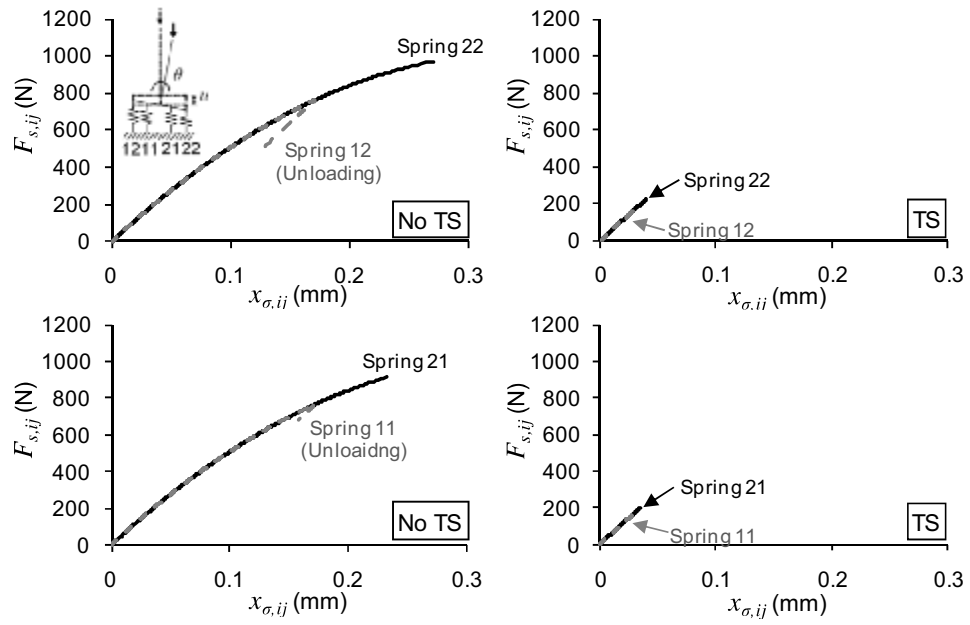 1200
1000
800
600
400
200
0
F_{s,ij} (N)
θ
u
1211 2122
Spring 22
Spring 12
(Unloading)
No TS
0 0.1 0.2 0.3
x_{σ,ij} (mm)
1200
1000
800
600
400
200
0
F_{s,ij} (N)
Spring 22
Spring 12
TS
0 0.1 0.2 0.3
x_{σ,ij} (mm)
1200
1000
800
600
400
200
0
F_{s,ij} (N)
Spring 21
Spring 11
(Unloaidng)
No TS
0 0.1 0.2 0.3
x_{σ,ij} (mm)
1200
1000
800
600
400
200
0
F_{s,ij} (N)
Spring 21
Spring 11
TS
0 0.1 0.2 0.3
x_{σ,ij} (mm)